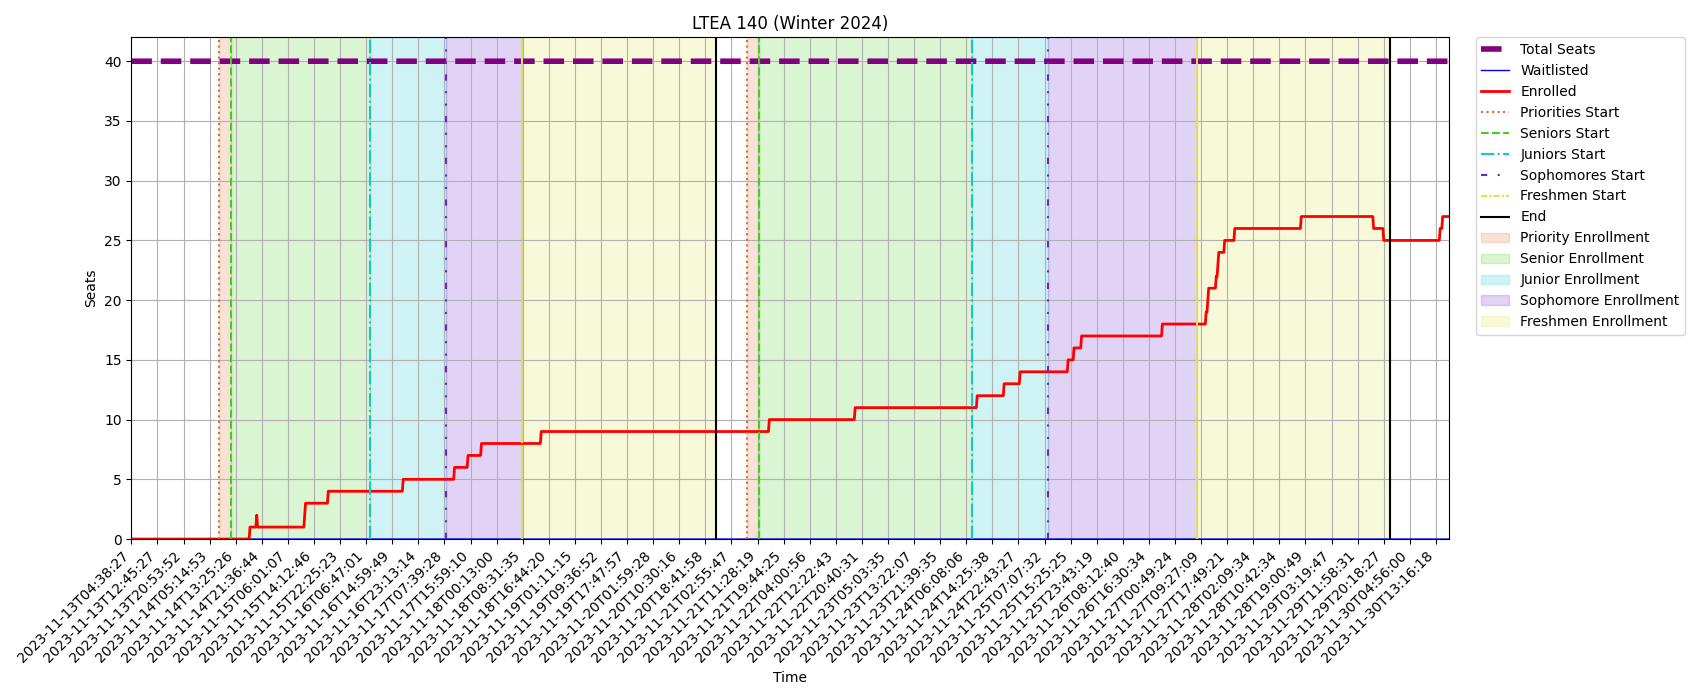 LTEA 140 (Winter 2024)
Seats
40
35
30
25
20
15
10
5
0
2023-11-13T04:38:27
2023-11-13T12:45:27
2023-11-13T20:53:52
2023-11-14T05:14:53
2023-11-14T13:25:26
2023-11-14T21:36:44
2023-11-15T06:01:07
2023-11-15T14:12:46
2023-11-15T22:25:23
2023-11-16T06:47:01
2023-11-16T14:59:49
2023-11-16T23:13:14
2023-11-17T07:39:28
2023-11-17T15:59:10
2023-11-18T00:13:00
2023-11-18T08:31:35
2023-11-18T16:44:20
2023-11-19T01:11:15
2023-11-19T09:36:52
2023-11-19T17:47:57
2023-11-20T01:59:28
2023-11-20T10:30:16
2023-11-20T18:41:58
2023-11-21T02:55:47
2023-11-21T11:28:19
2023-11-21T19:44:25
2023-11-22T04:00:56
2023-11-22T12:22:43
2023-11-22T20:40:31
2023-11-23T05:03:35
2023-11-23T13:22:07
2023-11-23T21:39:35
2023-11-24T06:08:06
2023-11-24T14:25:38
2023-11-24T22:43:27
2023-11-25T07:07:32
2023-11-25T15:25:25
2023-11-25T23:43:19
2023-11-26T08:12:40
2023-11-26T16:30:34
2023-11-27T00:49:24
2023-11-27T09:27:09
2023-11-27T17:49:21
2023-11-28T02:09:34
2023-11-28T10:42:34
2023-11-28T19:00:49
2023-11-29T03:19:47
2023-11-29T11:58:31
2023-11-29T20:18:27
2023-11-30T04:56:00
2023-11-30T13:16:18
Time
Total Seats
Waitlisted
Enrolled
Priorities Start
Seniors Start
Juniors Start
Sophomores Start
Freshmen Start
End
Priority Enrollment
Senior Enrollment
Junior Enrollment
Sophomore Enrollment
Freshmen Enrollment